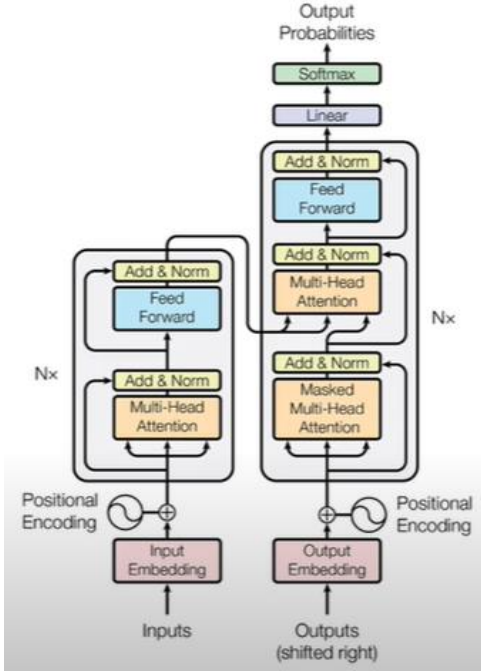 Output
Probabilities
Softmax
Linear
Add & Norm
Feed
Forward
Add & Norm
Multi-Head
Attention
Nx
Add & Norm
Masked
Multi-Head
Attention
Positional
Encoding
Output
Embedding
Outputs
(shifted right)
Add & Norm
Feed
Forward
Nx
Add & Norm
Multi-Head
Attention
Positional
Encoding
Input
Embedding
Inputs